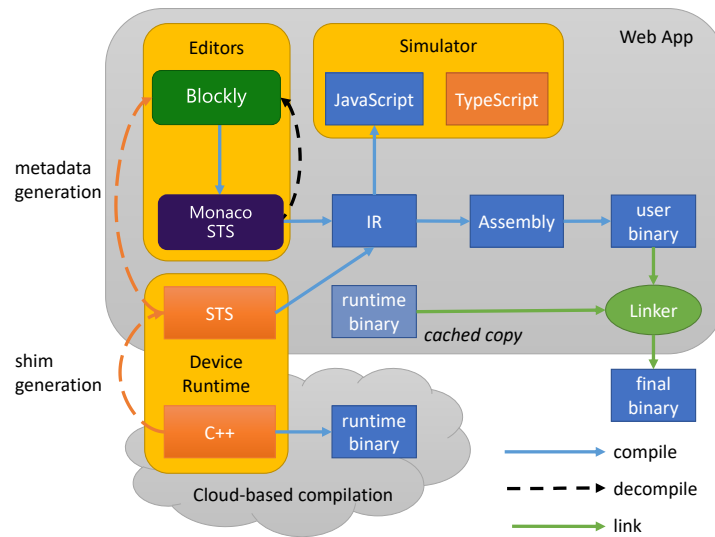 Editors
Simulator
Web App
Blockly
JavaScript
TypeScript
metadata
generation
Monaco
STS
IR
Assembly
user
binary
STS
runtime
binary
cached copy
Linker
shim
generation
Device
Runtime
final
binary
C++
runtime
binary
Cloud-based compilation
compile
decompile
link